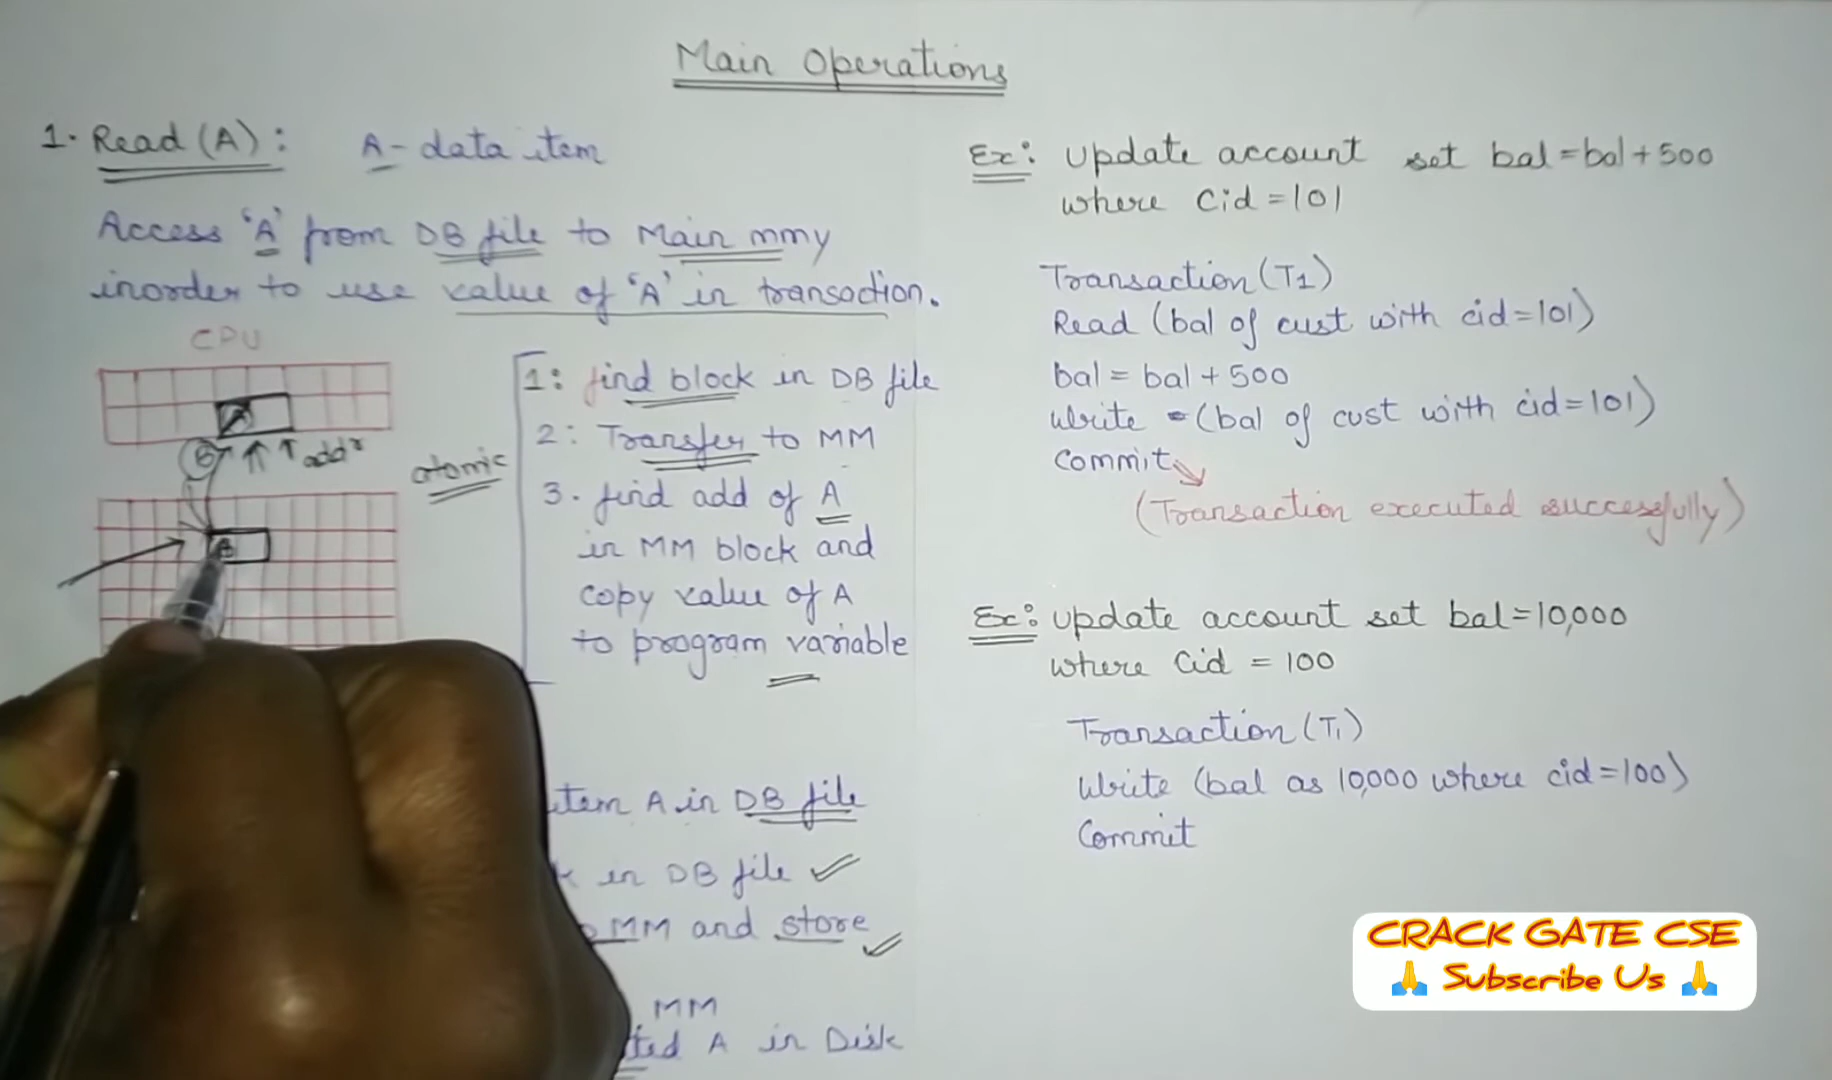 Main Operations
1. Read (A): A - data item
Access 'A' from DB file to Main mmy
inorder to use value of 'A' in transaction.
CPU
A
B
addr
atomic
1: find block in DB file
2: Transfer to MM
3. find add of A
in MM block and
copy value of A
to program variable
item A in DB file
in DB file
MM and store
MM
ted A in Disk
Ex: update account set bal=bal+500
where cid=101
Transaction (T1)
Read (bal of cust with cid=101)
bal = bal + 500
Write - (bal of cust with cid=101)
Commit
(Transaction executed successfully)
Ex: update account set bal=10,000
where cid = 100
Transaction (T1)
Write (bal as 10,000 where cid=100)
Commit
CRACK GATE CSE
🙏 Subscribe Us 🙏